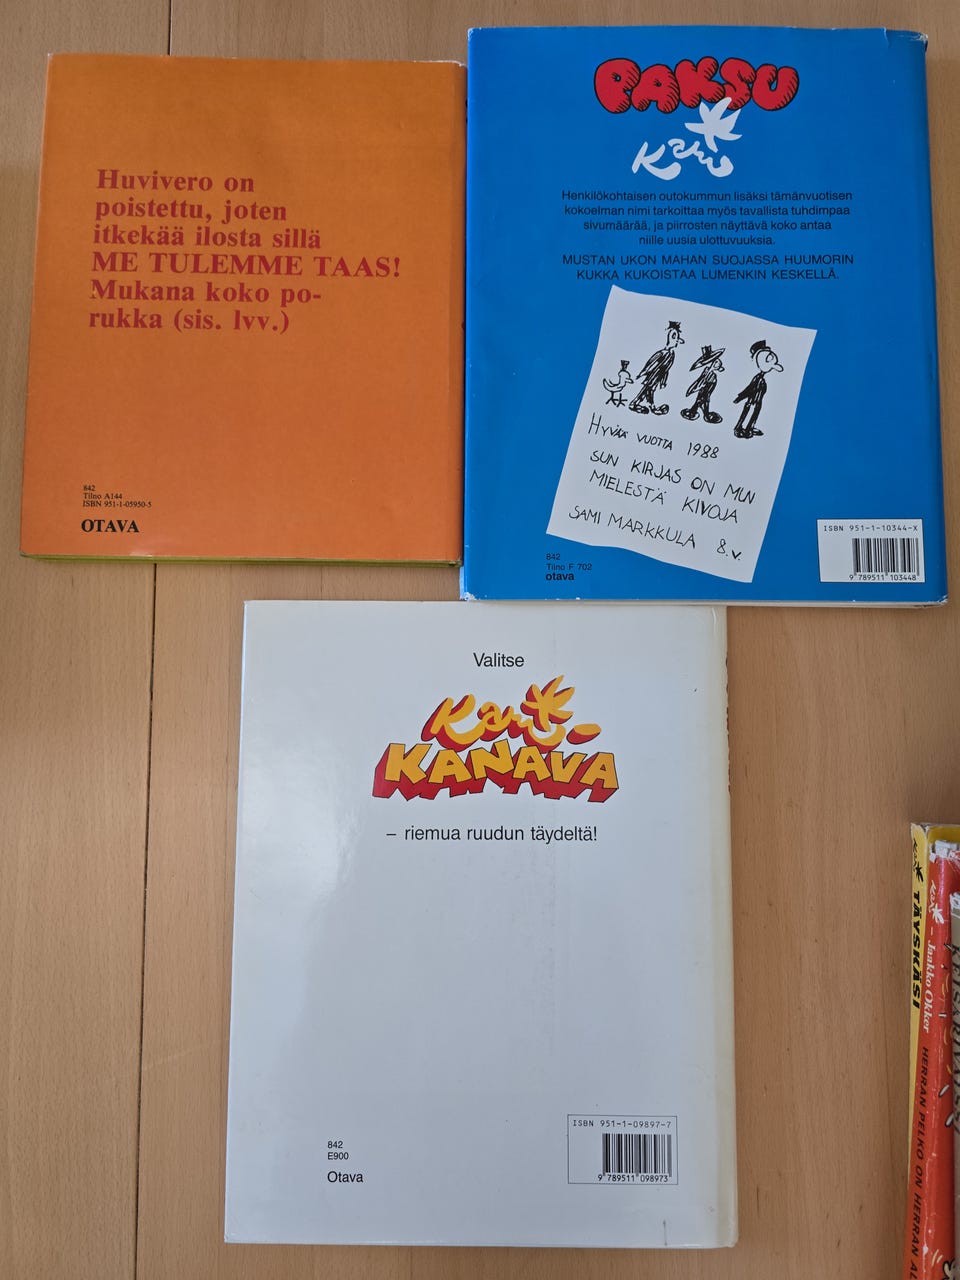 Huvivero on
poistettu, joten
itkekää ilosta sillä
ME TULEMME TAAS!
Mukana koko po-
rukka (sis. lvv.)
842
Tilno A144
ISBN 951-1-05950-5
OTAVA
PAKSU
Kari
Henkilökohtaisen outokummun lisäksi tämänvuotisen
kokoelman nimi tarkoittaa myös tavallista tuhdimpaa
sivumäärää, ja piirrosten näyttävä koko antaa
niille uusia ulottuvuuksia.
MUSTAN UKON MAHAN SUOJASSA HUUMORIN
KUKKA KUKOISTAA LUMENKIN KESKELLÄ.
HYVÄÄ VUOTTA 1988
SUN KIRJAS ON MUN
MIELESTÄ KIVOJA
SAMI MARKKULA 8.v.
842
Tilno F 702
otava
ISBN 951-1-10344-X
9 789511 103448
Valitse
Kari-
KANAVA
– riemua ruudun täydeltä!
842
E900
Otava
ISBN 951-1-09897-7
9 789511 098973
Kari TÄYSKÄSI
Kari – Jaakko Okker HERRAN PELKO ON HERRAN A